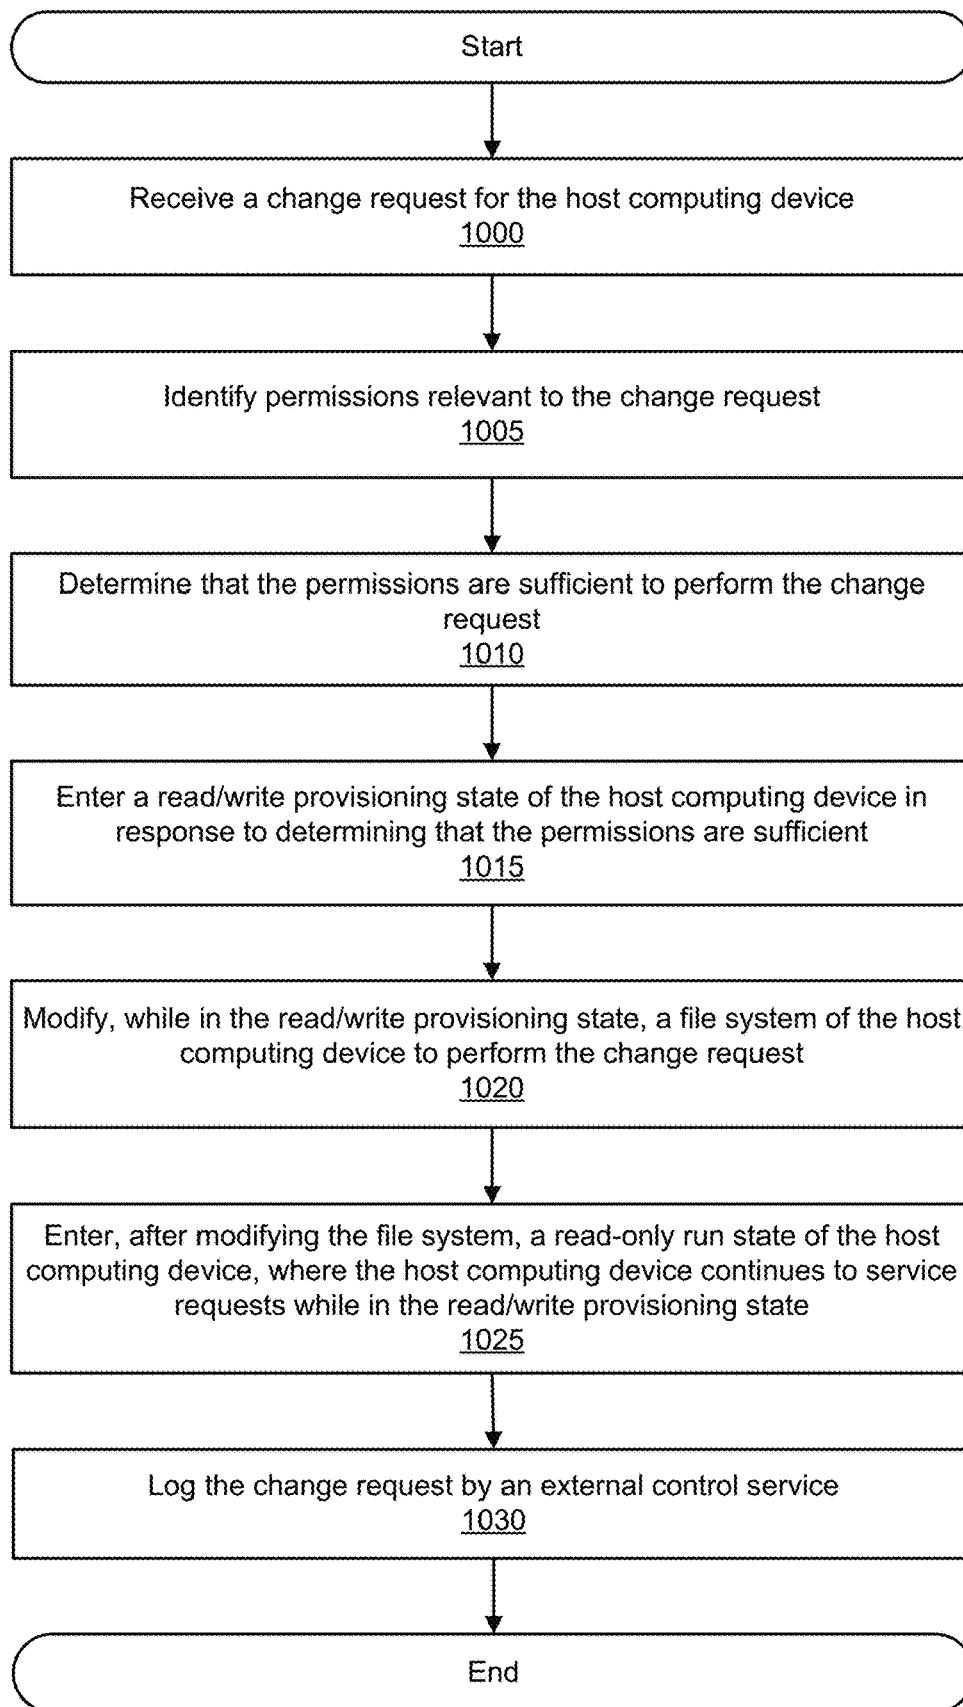 Start
Receive a change request for the host computing device
1000
Identify permissions relevant to the change request
1005
Determine that the permissions are sufficient to perform the change
request
1010
Enter a read/write provisioning state of the host computing device in
response to determining that the permissions are sufficient
1015
Modify, while in the read/write provisioning state, a file system of the host
computing device to perform the change request
1020
Enter, after modifying the file system, a read-only run state of the host
computing device, where the host computing device continues to service
requests while in the read/write provisioning state
1025
Log the change request by an external control service
1030
End